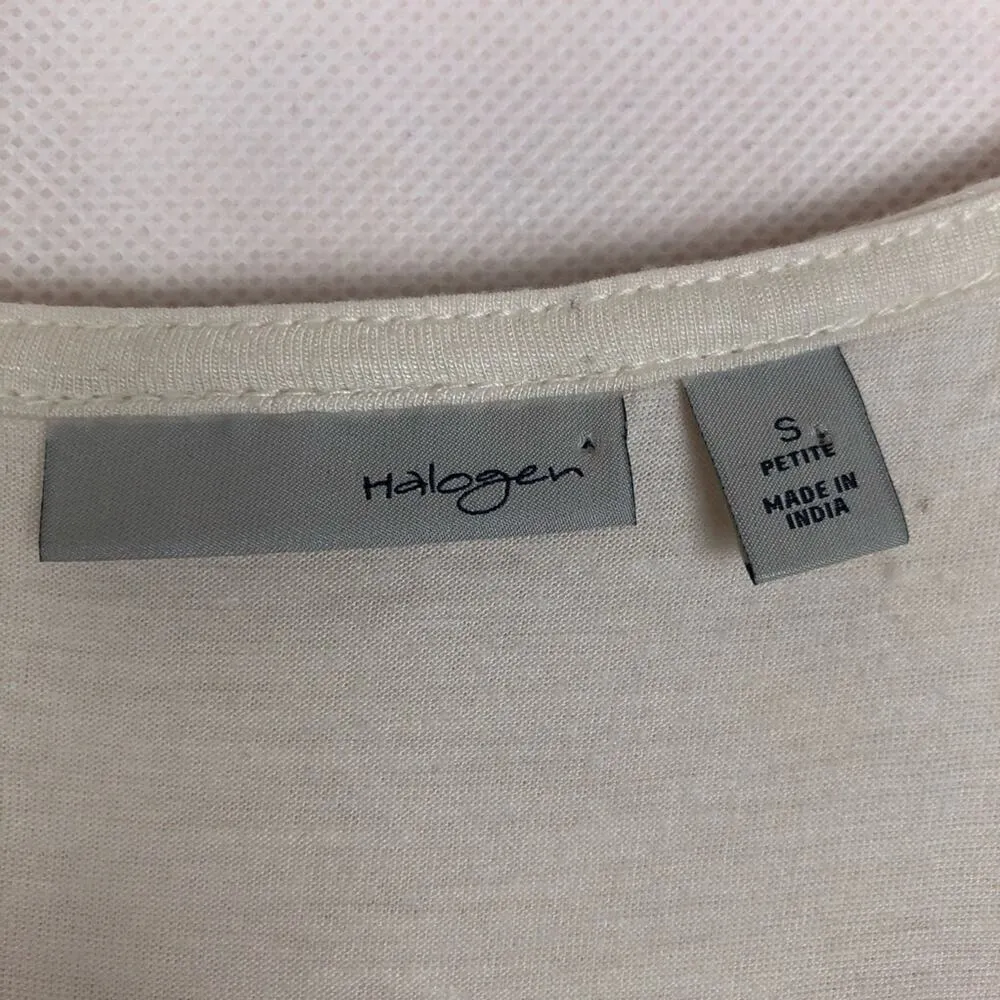 Halogen
S
PETITE
MADE IN
INDIA